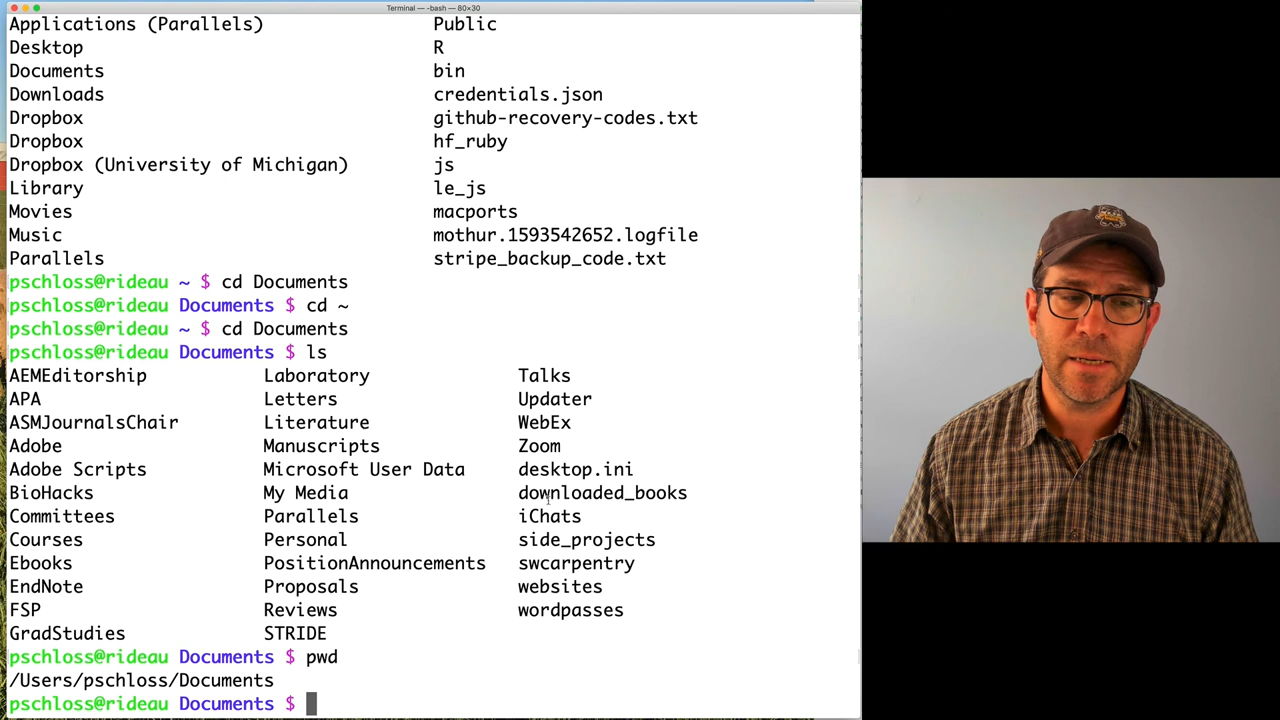 Terminal — -bash — 80×30
Applications (Parallels) Public
Desktop R
Documents bin
Downloads credentials.json
Dropbox github-recovery-codes.txt
Dropbox hf_ruby
Dropbox (University of Michigan) js
Library le_js
Movies macports
Music mothur.1593542652.logfile
Parallels stripe_backup_code.txt
pschloss@rideau ~ $ cd Documents
pschloss@rideau Documents $ cd ~
pschloss@rideau ~ $ cd Documents
pschloss@rideau Documents $ ls
AEMEditorship Laboratory Talks
APA Letters Updater
ASMJournalsChair Literature WebEx
Adobe Manuscripts Zoom
Adobe Scripts Microsoft User Data desktop.ini
BioHacks My Media downloaded_books
Committees Parallels iChats
Courses Personal side_projects
Ebooks PositionAnnouncements swcarpentry
EndNote Proposals websites
FSP Reviews wordpasses
GradStudies STRIDE
pschloss@rideau Documents $ pwd
/Users/pschloss/Documents
pschloss@rideau Documents $